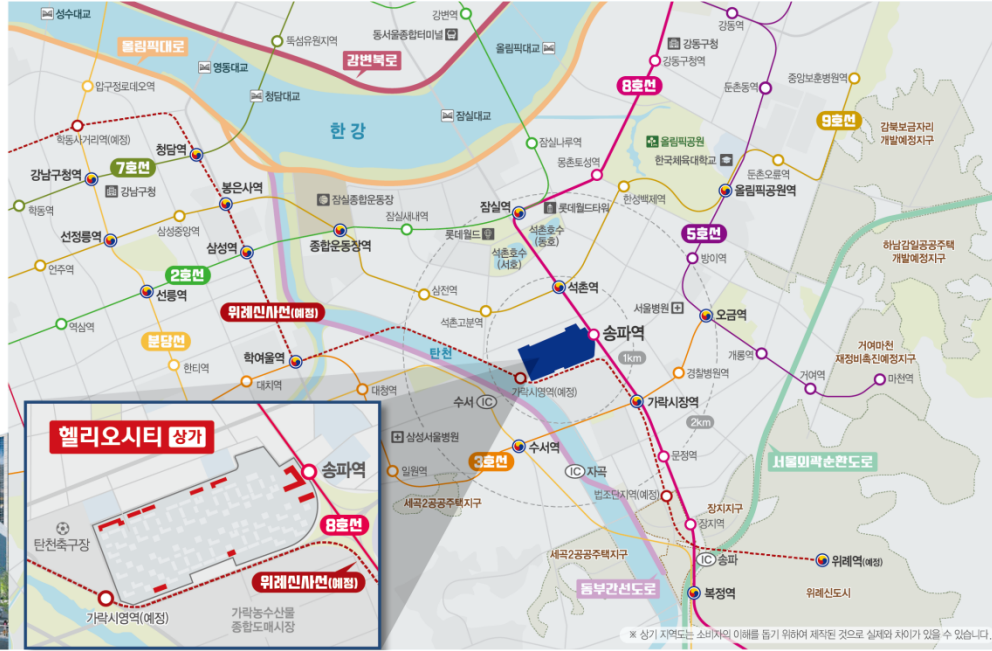 성수대교
강변역
동서울종합터미널
올림픽대교
강동역
강동구청
강동구청역
올림픽대로
강변북로
뚝섬유원지역
영동대교
압구정로데오역
청담대교
잠실대교
한강
8호선
둔촌동역
중앙보훈병원역
9호선
감북보금자리
개발예정지구
학동사거리역(예정)
청담역
7호선
강남구청역
강남구청
학동역
봉은사역
잠실종합운동장
잠실나루역
몽촌토성역
올림픽공원
한국체육대학교
둔촌오륜역
올림픽공원역
한성백제역
잠실역
롯데월드타워
잠실새내역
롯데월드
석촌호수
(동호)
석촌호수
(서호)
종합운동장역
삼성중앙역
선정릉역
삼성역
언주역
2호선
선릉역
5호선
방이역
하남감일공공주택
개발예정지구
석촌역
삼전역
석촌고분역
위례신사선(예정)
역삼역
분당선
한티역
학여울역
대치역
탄천
송파역
1km
서울병원
오금역
개롱역
거여마천
재정비촉진예정지구
거여역
마천역
경찰병원역
가락시영역(예정)
대청역
수서 IC
가락시장역
2km
삼성서울병원
일원역
3호선
수서역
IC 자곡
문정역
법조단지역(예정)
서울외곽순환도로
세곡2공공주택지구
장지지구
장지역
세곡2공공주택지구
IC 송파
위례역(예정)
동부간선도로
복정역
위례신도시
헬리오시티 상가
송파역
8호선
탄천축구장
위례신사선(예정)
가락시영역(예정)
가락농수산물
종합도매시장
※ 상기 지역도는 소비자의 이해를 돕기 위하여 제작된 것으로 실제와 차이가 있을 수 있습니다.